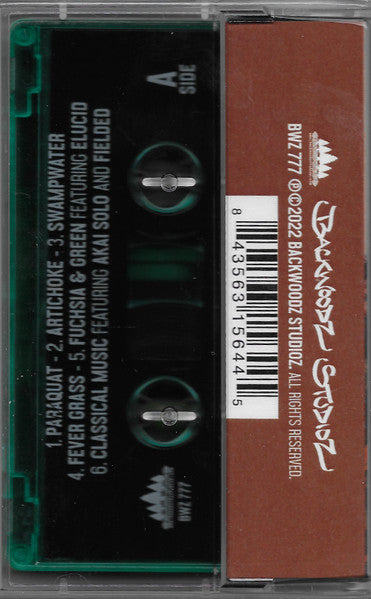 A
SIDE
1. PARAQUAT - 2. ARTICHOKE - 3. SWAMPWATER
4. FEVER GRASS - 5. FUCHSIA & GREEN FEATURING ELUCID
6. CLASSICAL MUSIC FEATURING AKAI SOLO AND FIELDED
BWZ 777
BACKWOODZ STUDIOZ
BWZ 777 ℗©2022 BACKWOODZ STUDIOZ. ALL RIGHTS RESERVED.
8 43563 15644 5